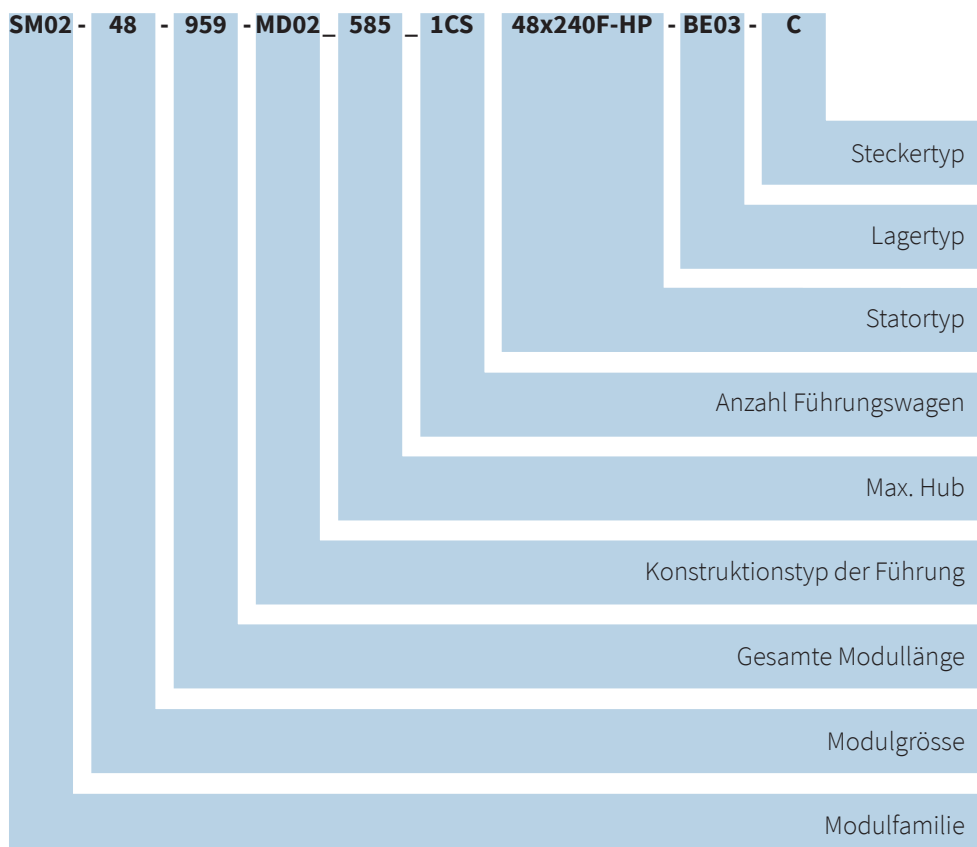 SM02 - 48 - 959 - MD02_ 585 _ 1CS 48x240F-HP - BE03 - C
Steckertyp
Lagertyp
Statortyp
Anzahl Führungswagen
Max. Hub
Konstruktionstyp der Führung
Gesamte Modullänge
Modulgrösse
Modulfamilie